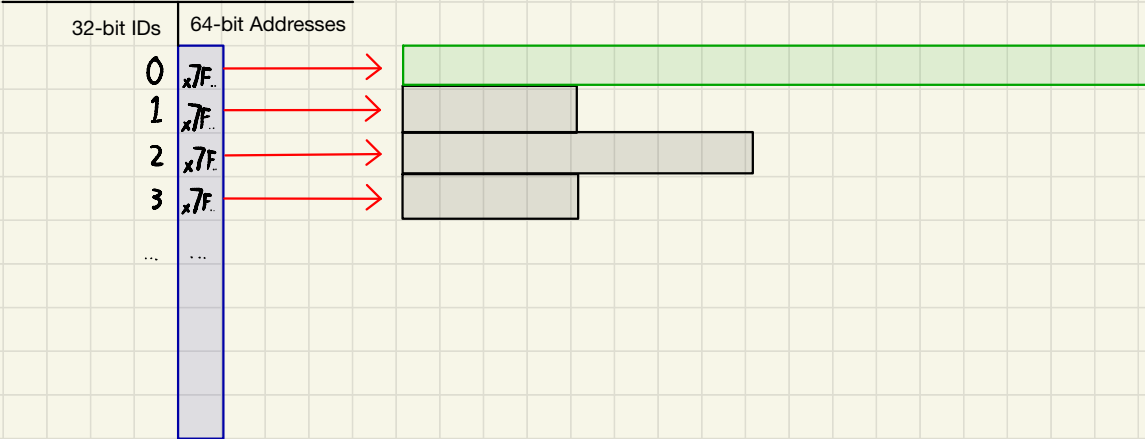 32-bit IDs 64-bit Addresses
0 x7F..
1 x7F..
2 x7F..
3 x7F..
... ...